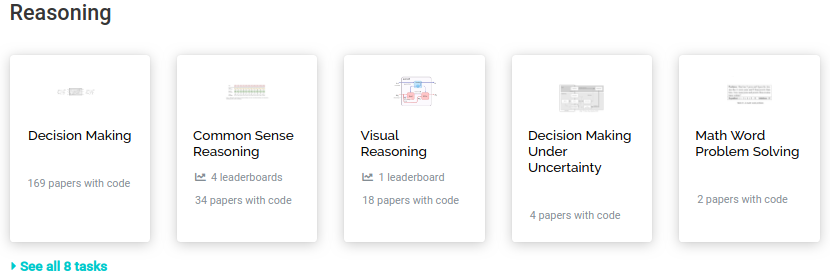 Reasoning
Decision Making
169 papers with code
Common Sense
Reasoning
4 leaderboards
34 papers with code
Visual
Reasoning
1 leaderboard
18 papers with code
Decision Making
Under
Uncertainty
4 papers with code
Math Word
Problem Solving
2 papers with code
See all 8 tasks